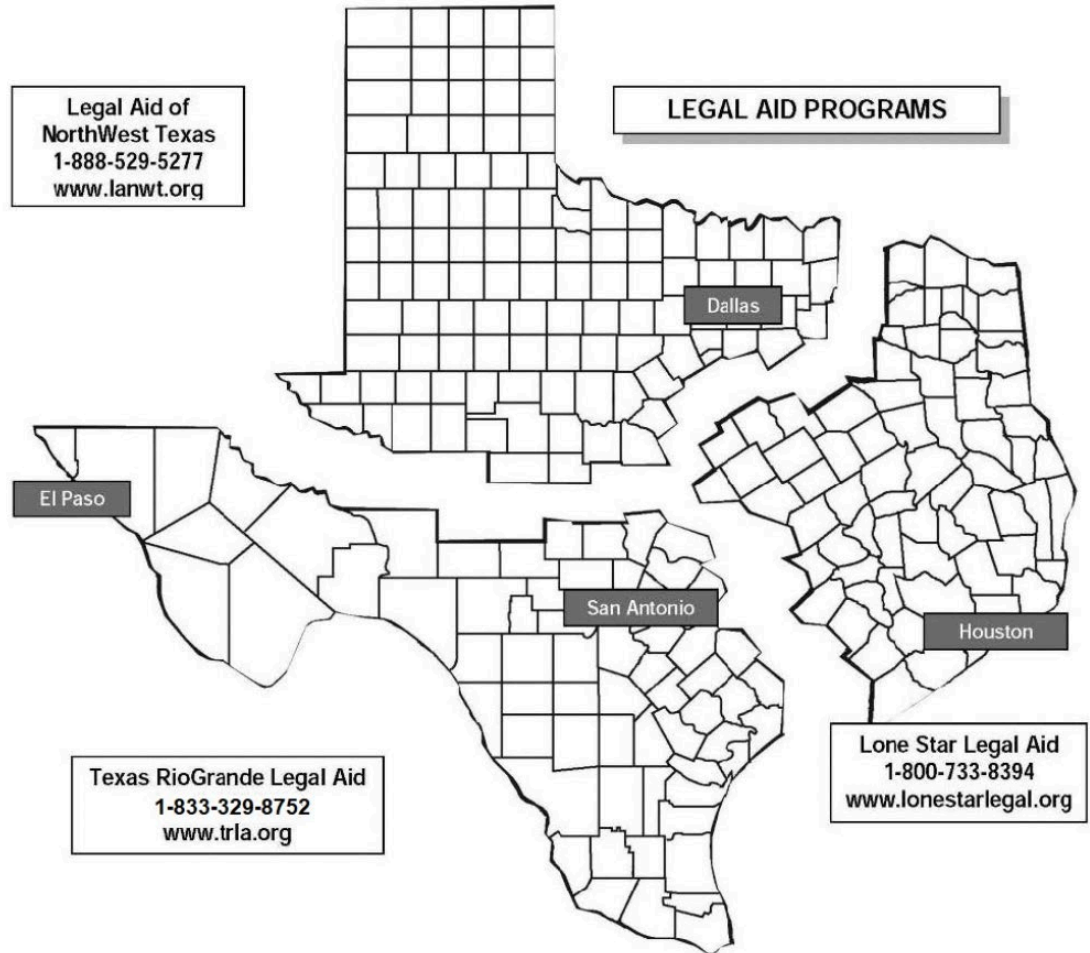 Legal Aid of
NorthWest Texas
1-888-529-5277
www.lanwt.org
LEGAL AID PROGRAMS
Dallas
El Paso
San Antonio
Houston
Texas RioGrande Legal Aid
1-833-329-8752
www.trla.org
Lone Star Legal Aid
1-800-733-8394
www.lonestarlegal.org